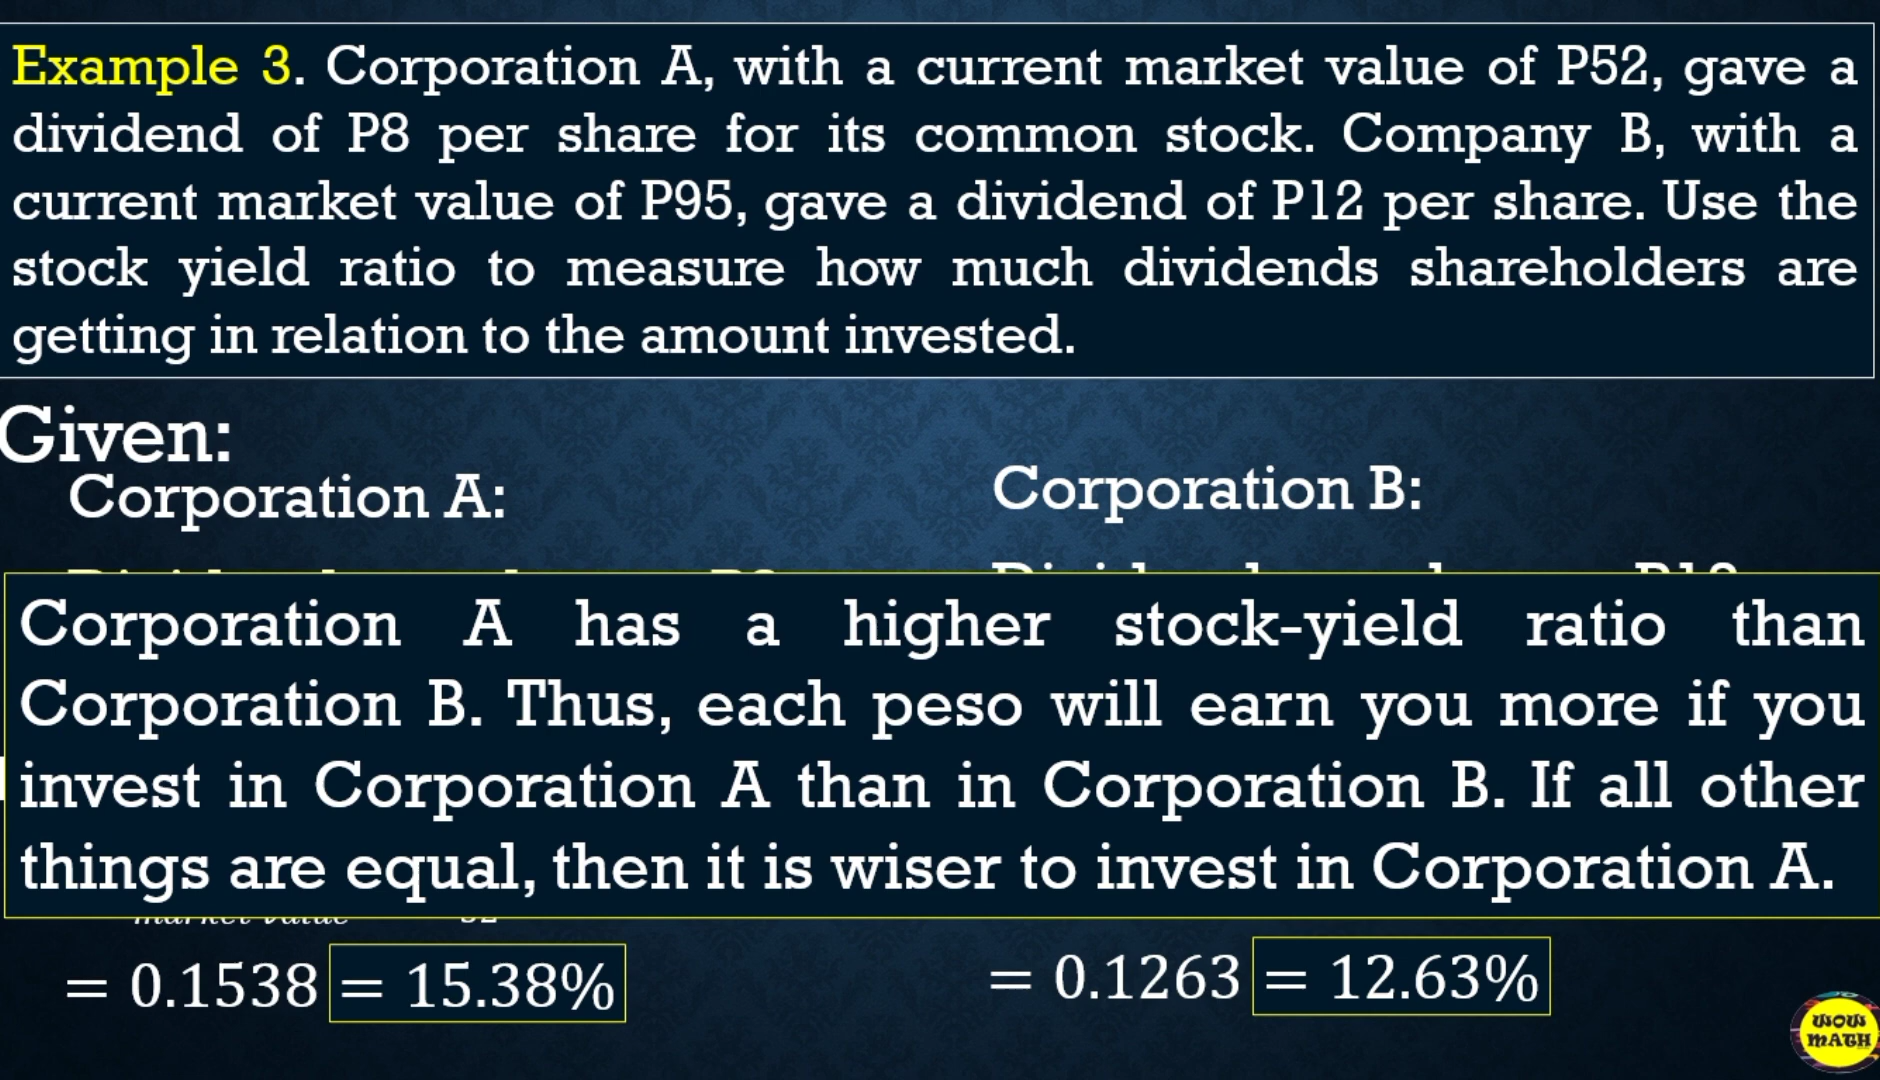 Example 3. Corporation A, with a current market value of P52, gave a
dividend of P8 per share for its common stock. Company B, with a
current market value of P95, gave a dividend of P12 per share. Use the
stock yield ratio to measure how much dividends shareholders are
getting in relation to the amount invested.
Given:
Corporation A:
Corporation B:
Corporation A has a higher stock-yield ratio than
Corporation B. Thus, each peso will earn you more if you
invest in Corporation A than in Corporation B. If all other
things are equal, then it is wiser to invest in Corporation A.
= 0.1538 = 15.38%
= 0.1263 = 12.63%
WOW
MATH